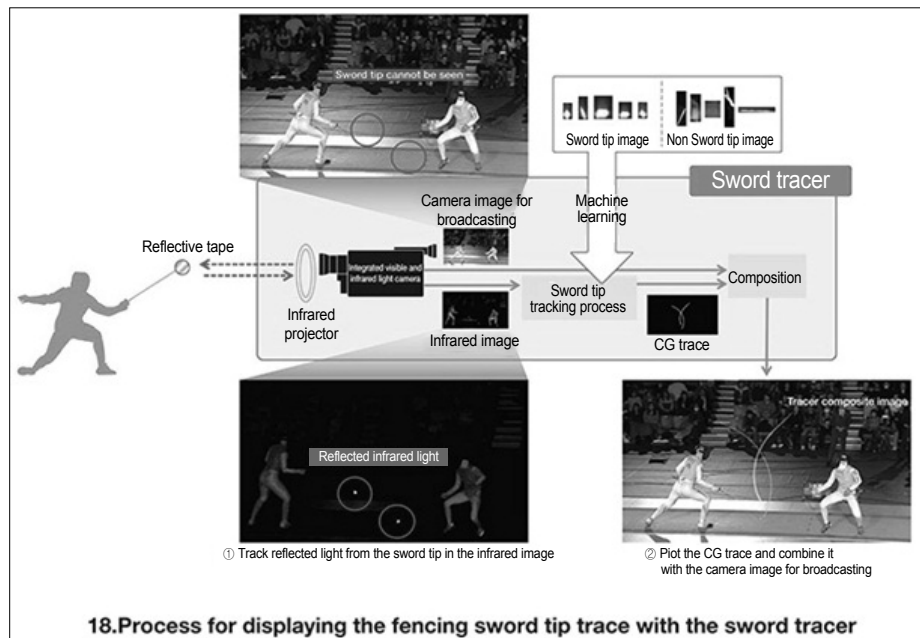 Sword tip cannot be seen
Sword tip image
Non Sword tip image
Sword tracer
Camera image for
broadcasting
Machine
learning
Reflective tape
Integrated visible and
infrared light camera
Composition
Sword tip
tracking process
Infrared
projector
Infrared image
CG trace
Tracer composite image
Reflected infrared light
① Track reflected light from the sword tip in the infrared image
② Piot the CG trace and combine it
with the camera image for broadcasting
18.Process for displaying the fencing sword tip trace with the sword tracer